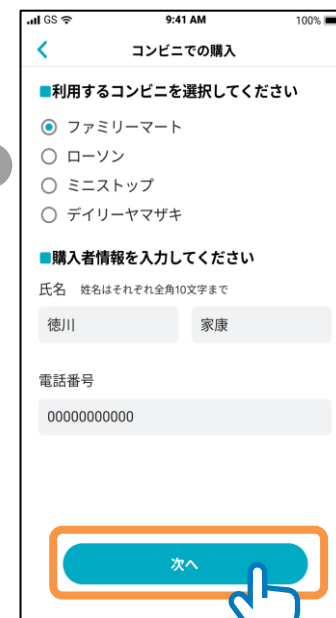 GS 9:41 AM 100%
コンビニでの購入
■利用するコンビニを選択してください
ファミリーマート
ローソン
ミニストップ
デイリーヤマザキ
■購入者情報を入力してください
氏名 姓名はそれぞれ全角10文字まで
徳川 家康
電話番号
00000000000
次へ